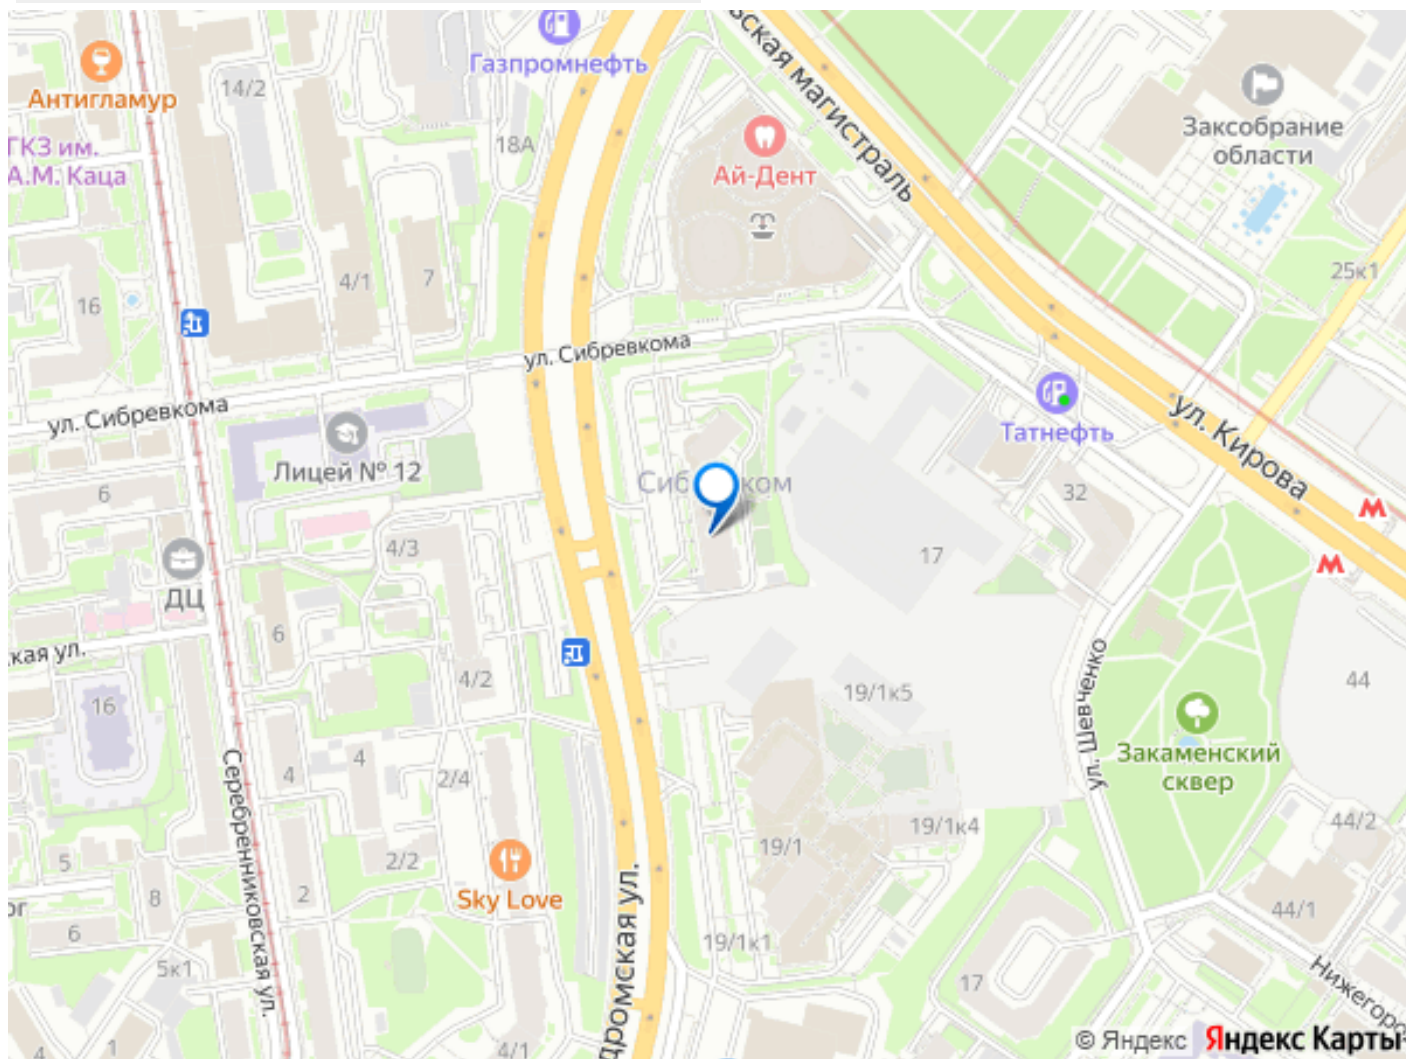 Газпромнефть
Антигламур
14/2
ГКЗ им.
А.М. Каца
18А
Ай-Дент
ская магистраль
Заксобрание
области
25к1
16
4/1
7
ул. Сибревкома
ул. Сибревкома
Лицей № 12
Татнефть
ул. Кирова
6
32
17
4/3
ДЦ
6
кая ул.
4/2
16
19/1к5
ул. Шевченко
44
Закаменский
сквер
4
4
2/4
Серебренниковская ул.
19/1к4
44/2
19/1
5
2/2
8
2
Sky Love
6
44/1
19/1к1
5к1
17
Нижегоро
дромская ул.
4
1
4/1
© Яндекс
Яндекс Карты